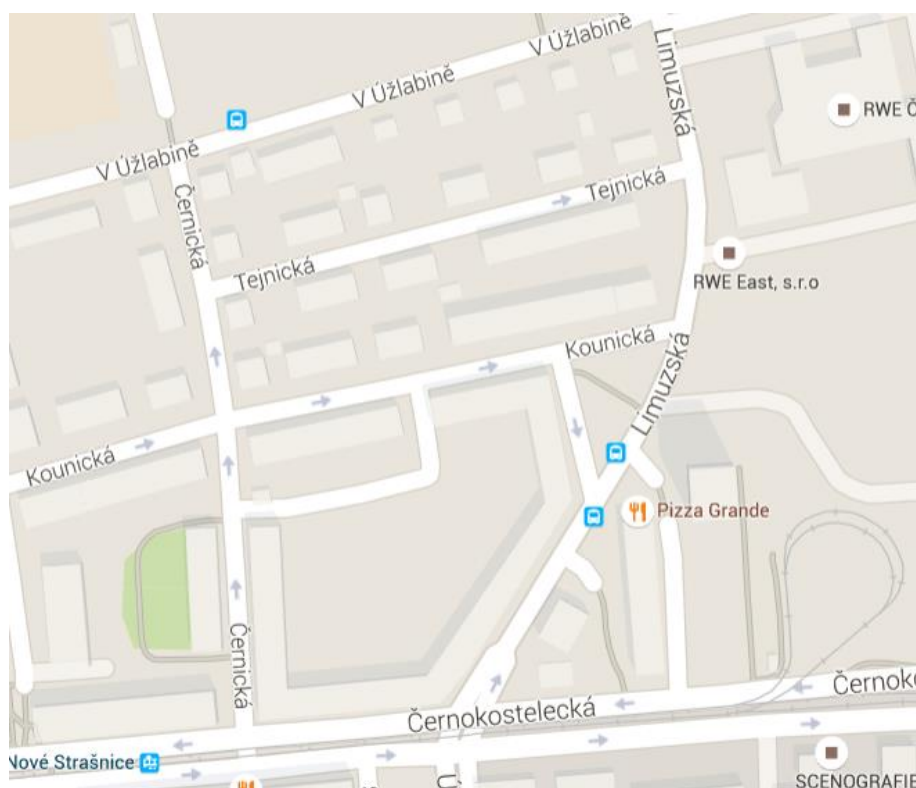 V Úžlabině
Limuzská
V Úžlabině
RWE Č
V Úžlabině
Tejnická
Černická
Tejnická
RWE East, s.r.o
Kounická
Limuzská
Kounická
Pizza Grande
Černická
Černokostelecká
Černok
Nové Strašnice
SCENOGRAFIE